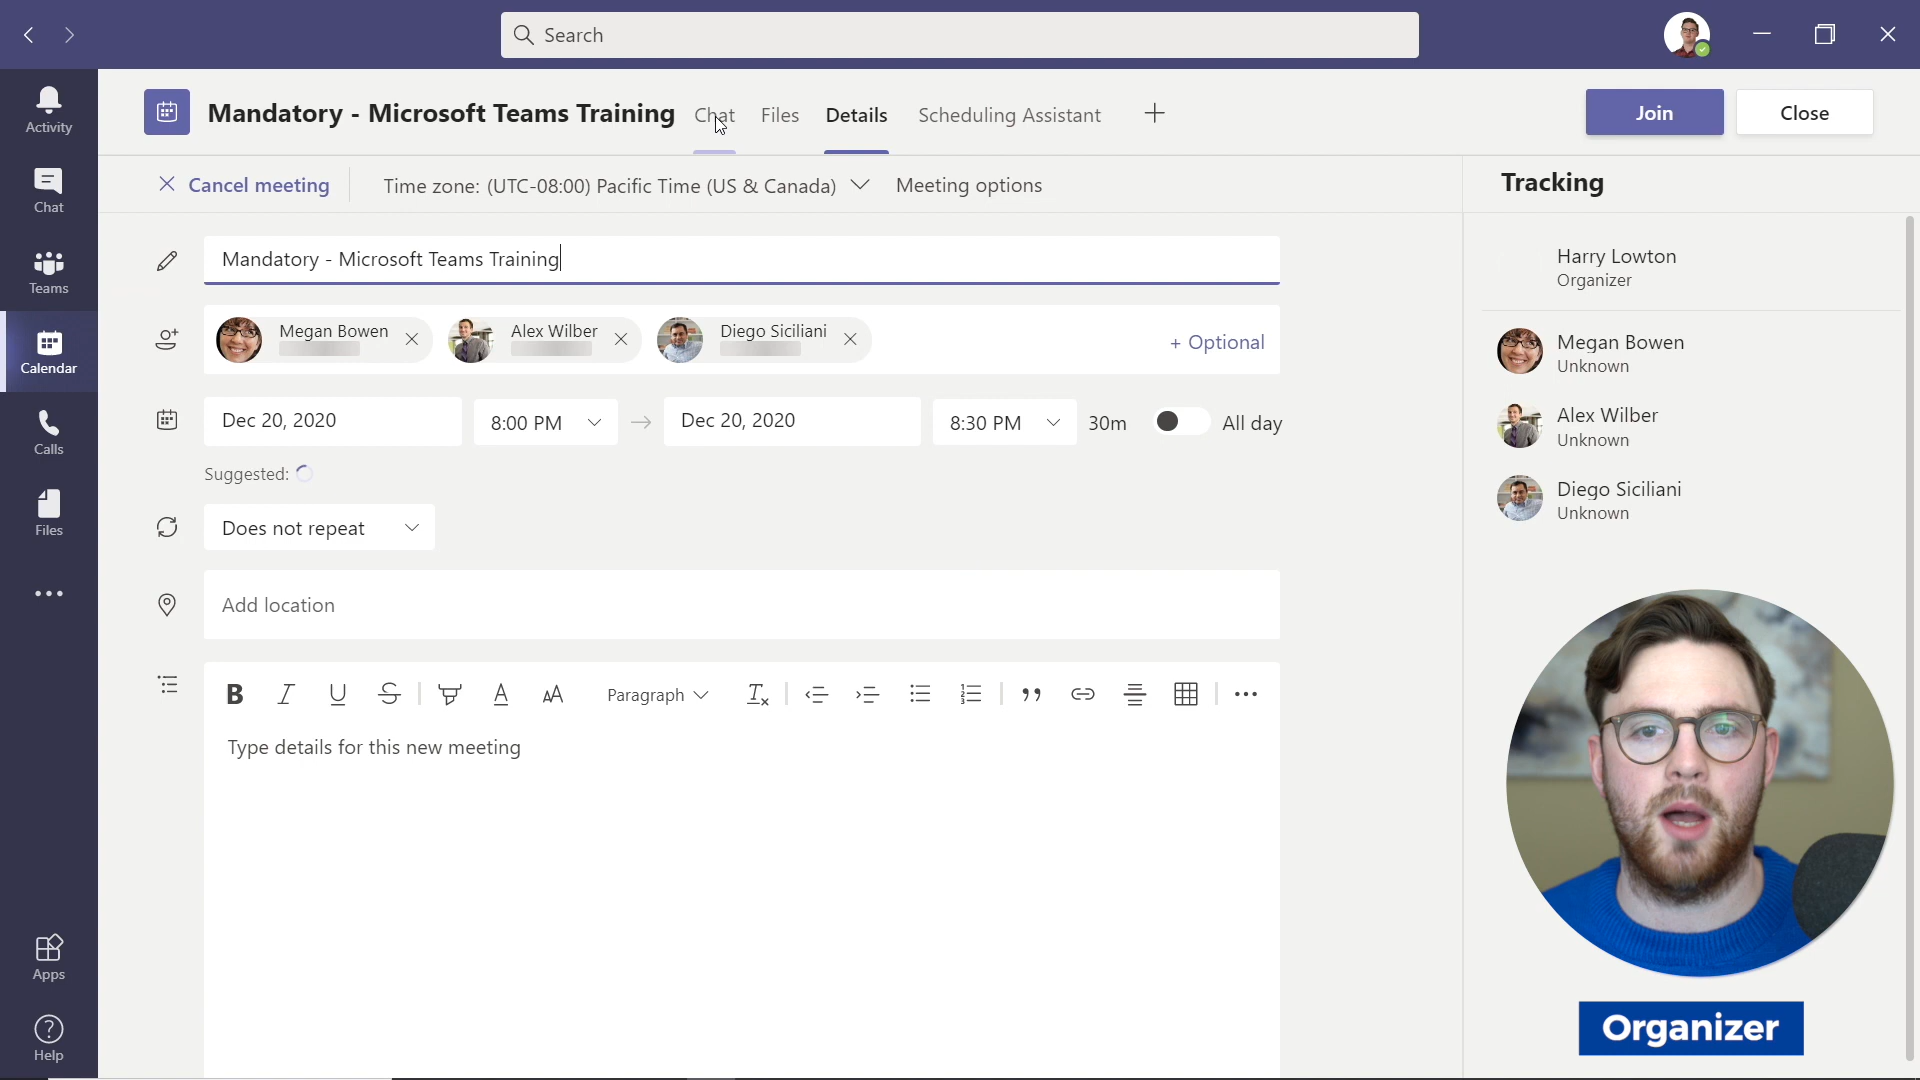 Search
Activity
Chat
Teams
Calendar
Calls
Files
Apps
Help
Mandatory - Microsoft Teams Training
Chat
Files
Details
Scheduling Assistant
Join
Close
Cancel meeting
Time zone: (UTC-08:00) Pacific Time (US & Canada)
Meeting options
Mandatory - Microsoft Teams Training
Megan Bowen
Alex Wilber
Diego Siciliani
+ Optional
Dec 20, 2020
8:00 PM
Dec 20, 2020
8:30 PM
30m
All day
Suggested:
Does not repeat
Add location
Paragraph
Type details for this new meeting
Tracking
Harry Lowton
Organizer
Megan Bowen
Unknown
Alex Wilber
Unknown
Diego Siciliani
Unknown
Organizer